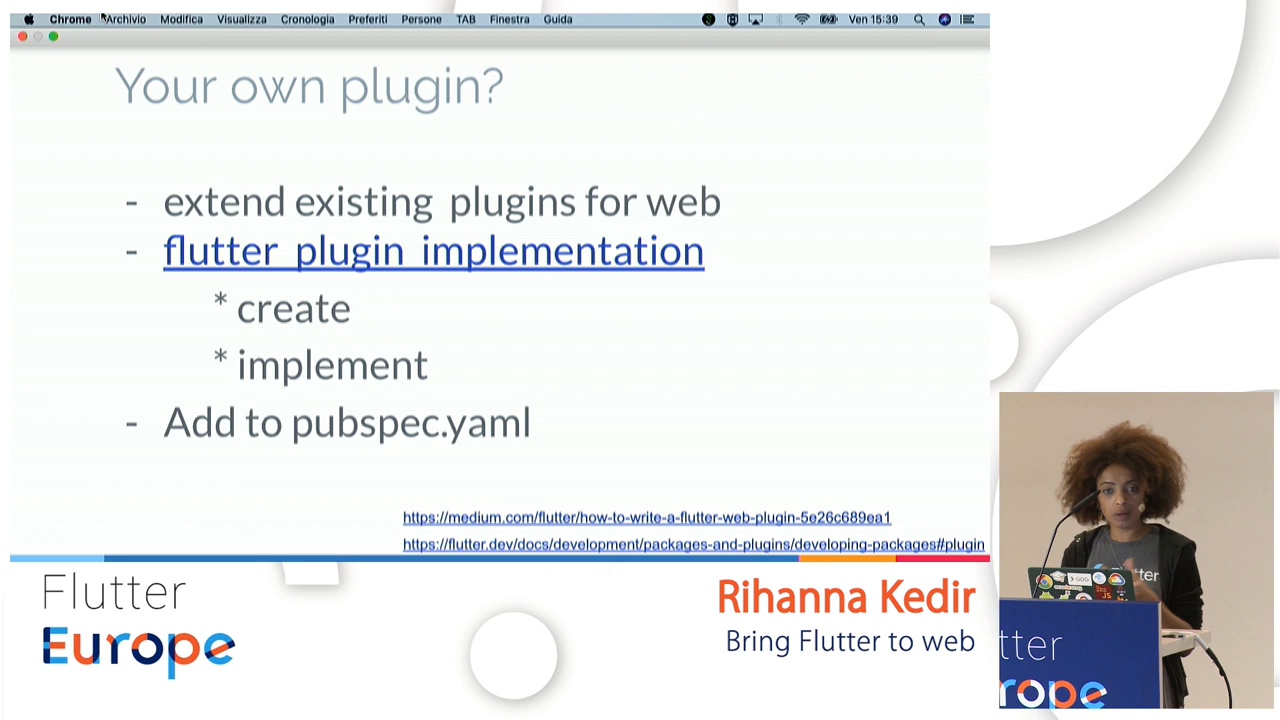 Chrome Archivio Modifica Visualizza Cronologia Preferiti Persone TAB Finestra Guida Ven 15:39
Your own plugin?
- extend existing plugins for web
- flutter plugin implementation
* create
* implement
- Add to pubspec.yaml
https://medium.com/flutter/how-to-write-a-flutter-web-plugin-5e26c689ea1
https://flutter.dev/docs/development/packages-and-plugins/developing-packages#plugin
Flutter
Europe
Rihanna Kedir
Bring Flutter to web
tter
GDG
JS
tter
rope